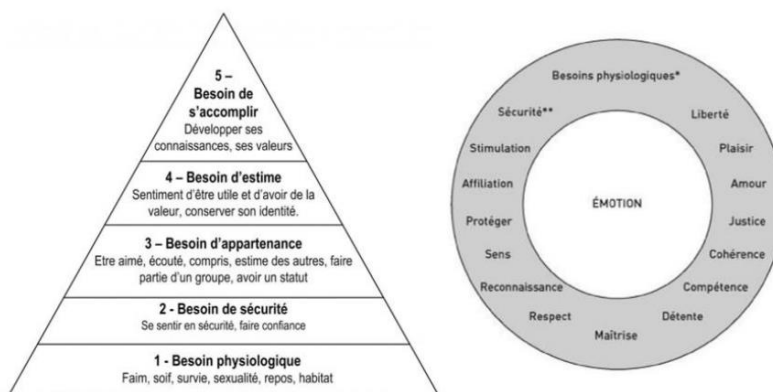 5 –
Besoin de
s'accomplir
Développer ses
connaissances, ses valeurs
4 – Besoin d'estime
Sentiment d'être utile et d'avoir de la
valeur, conserver son identité.
3 – Besoin d'appartenance
Etre aimé, écouté, compris, estime des autres, faire
partie d'un groupe, avoir un statut
2 - Besoin de sécurité
Se sentir en sécurité, faire confiance
1 - Besoin physiologique
Faim, soif, survie, sexualité, repos, habitat
Besoins physiologiques*
Liberté
Plaisir
Amour
Justice
Cohérence
Compétence
Détente
Maîtrise
Respect
Reconnaissance
Sens
Protéger
Affiliation
Stimulation
Sécurité**
ÉMOTION